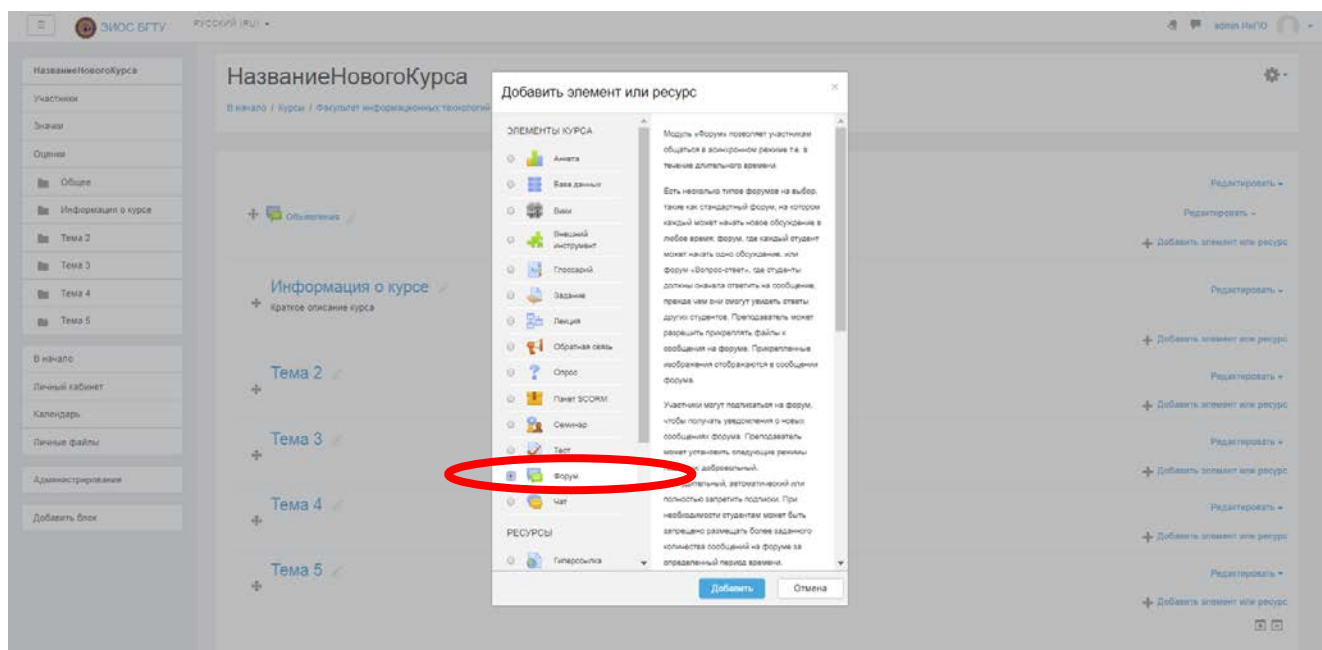 ЭИОС БГТУ
РУССКИЙ (RU)
НазваниеНовогоКурса
Участники
Значки
Оценки
Общее
Информация о курсе
Тема 2
Тема 3
Тема 4
Тема 5
В начало
Личный кабинет
Календарь
Личные файлы
Администрирование
Добавить блок
НазваниеНовогоКурса
В начало / Курсы / Факультет информационных технологий
Объявления
Информация о курсе
Краткое описание курса
Тема 2
Тема 3
Тема 4
Тема 5
Добавить элемент или ресурс
×
ЭЛЕМЕНТЫ КУРСА
Анкета
База данных
Вики
Внешний
инструмент
Глоссарий
Задание
Лекция
Обратная связь
Опрос
Пакет SCORM
Семинар
Тест
Форум
Чат
РЕСУРСЫ
Гиперссылка
Модуль «Форум» позволяет участникам
общаться в асинхронном режиме т.е. в
течение длительного времени.
Есть несколько типов форумов на выбор,
такие как стандартный форум, на котором
каждый может начать новое обсуждение в
любое время; форум, где каждый студент
может начать одно обсуждение; или
форум «Вопрос-ответ», где студенты
должны сначала ответить на сообщение,
прежде чем они смогут увидеть ответы
других студентов. Преподаватель может
разрешить прикреплять файлы к
сообщениям на форуме. Прикрепленные
изображения отображаются в сообщении
форума.
Участники могут подписаться на форум,
чтобы получать уведомления о новых
сообщениях форума. Преподаватель
может установить следующие режимы
добровольный,
автоматический или
полностью запретить подписки. При
необходимости студентам может быть
запрещено размещать более заданного
количества сообщений на форуме за
определенный период времени.
Добавить
Отмена
Редактировать
Редактировать
Добавить элемент или ресурс
Редактировать
Добавить элемент или ресурс
Редактировать
Добавить элемент или ресурс
Редактировать
Добавить элемент или ресурс
Редактировать
Добавить элемент или ресурс
Редактировать
Добавить элемент или ресурс